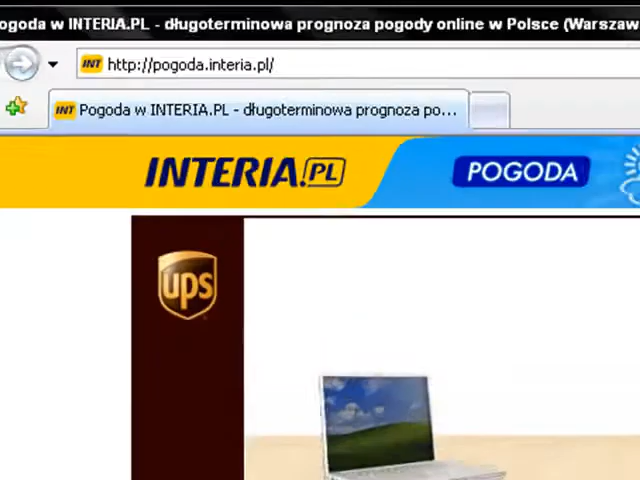 ogoda w INTERIA.PL - długoterminowa prognoza pogody online w Polsce (Warszaw
http://pogoda.interia.pl/
INT Pogoda w INTERIA.PL - długoterminowa prognoza po...
INTERIA.PL
POGODA
ups